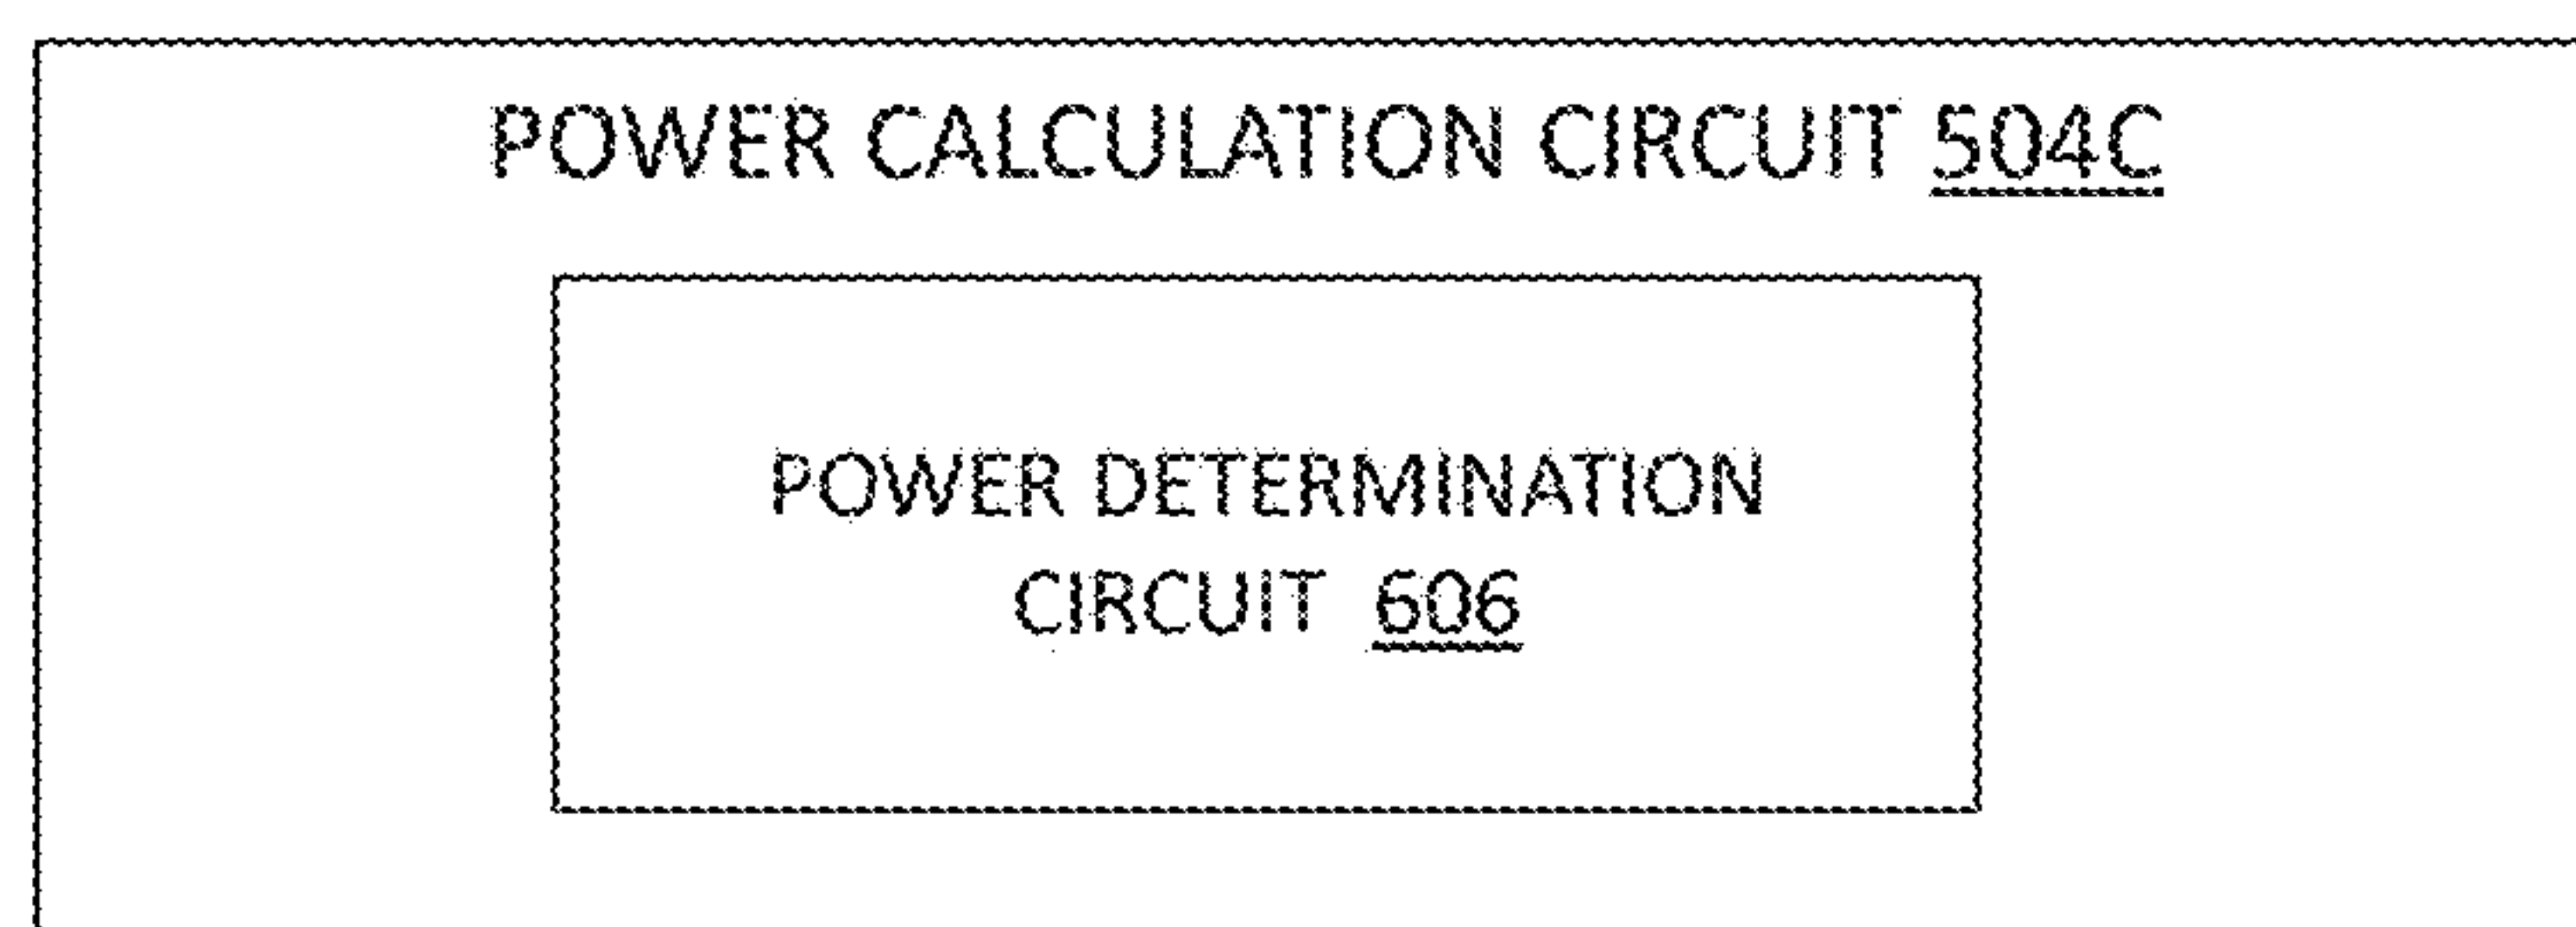 POWER CALCULATION CIRCUIT 504C
POWER DETERMINATION
CIRCUIT 606